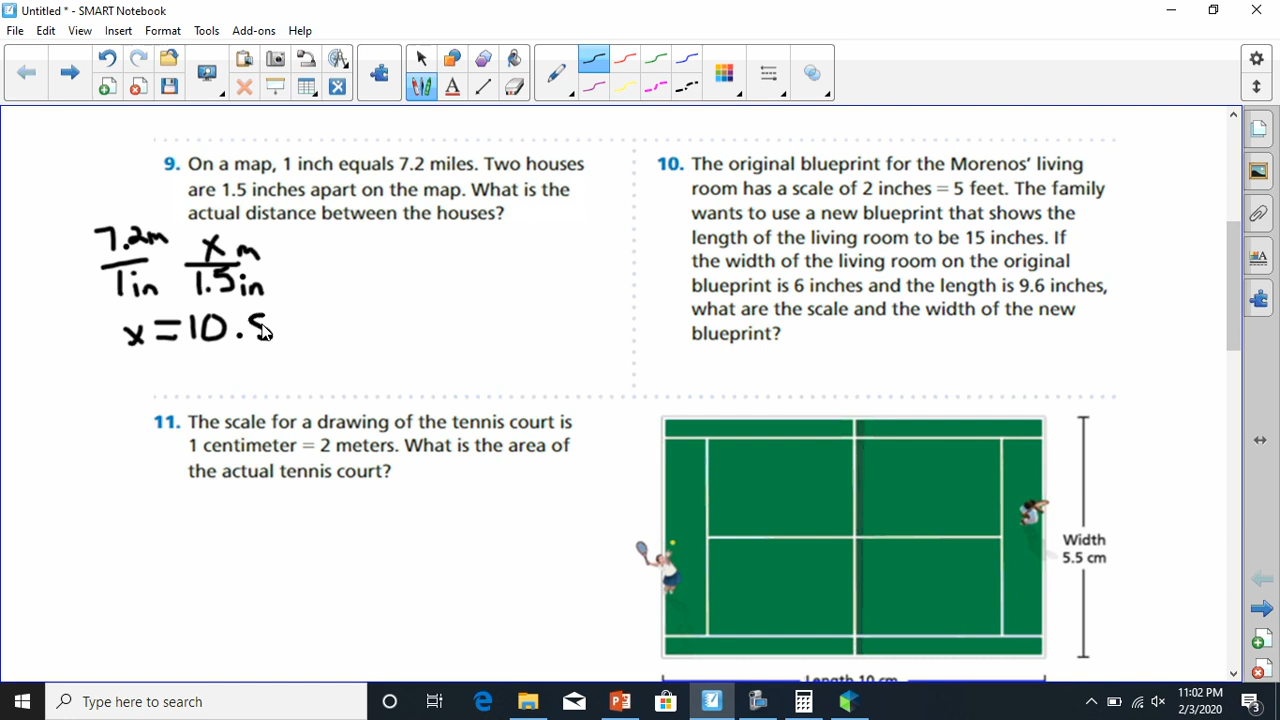 Untitled * - SMART Notebook
File Edit View Insert Format Tools Add-ons Help
9. On a map, 1 inch equals 7.2 miles. Two houses
are 1.5 inches apart on the map. What is the
actual distance between the houses?
7.2m x m
1in 1.5in
x = 10.
10. The original blueprint for the Morenos' living
room has a scale of 2 inches = 5 feet. The family
wants to use a new blueprint that shows the
length of the living room to be 15 inches. If
the width of the living room on the original
blueprint is 6 inches and the length is 9.6 inches,
what are the scale and the width of the new
blueprint?
11. The scale for a drawing of the tennis court is
1 centimeter = 2 meters. What is the area of
the actual tennis court?
Width
5.5 cm
Length 10 cm
Type here to search
11:02 PM
2/3/2020
3